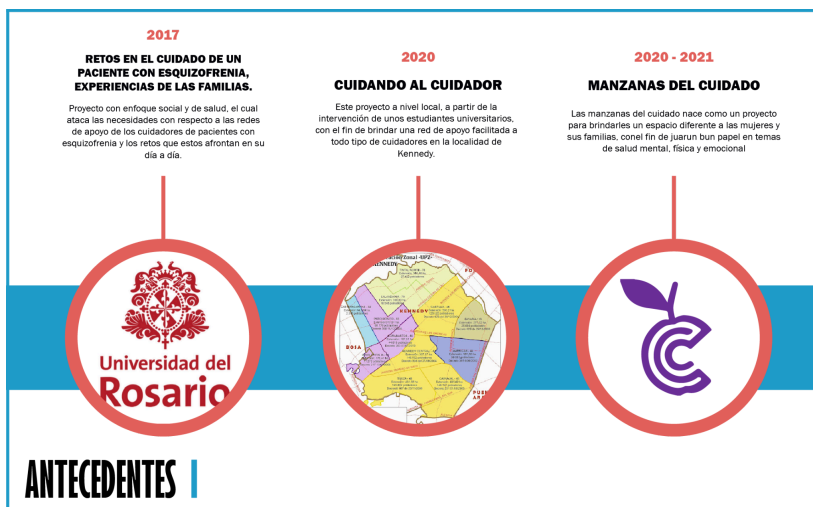 2017
RETOS EN EL CUIDADO DE UN
PACIENTE CON ESQUIZOFRENIA,
EXPERIENCIAS DE LAS FAMILIAS.
Proyecto con enfoque social y de salud, el cual
ataca las necesidades con respecto a las redes
de apoyo de los cuidadores de pacientes con
esquizofrenia y los retos que estos afrontan en su
día a día.
2020
CUIDANDO AL CUIDADOR
Este proyecto a nivel local, a partir de la
intervención de unos estudiantes universitarios,
con el fin de brindar una red de apoyo facilitada a
todo tipo de cuidadores en la localidad de
Kennedy.
2020 - 2021
MANZANAS DEL CUIDADO
Las manzanas del cuidado nace como un proyecto
para brindarles un espacio diferente a las mujeres y
sus familias, conel fin de juarun bun papel en temas
de salud mental, física y emocional
Universidad del
Rosario
KENNEDY
KENNEDY
ANTECEDENTES